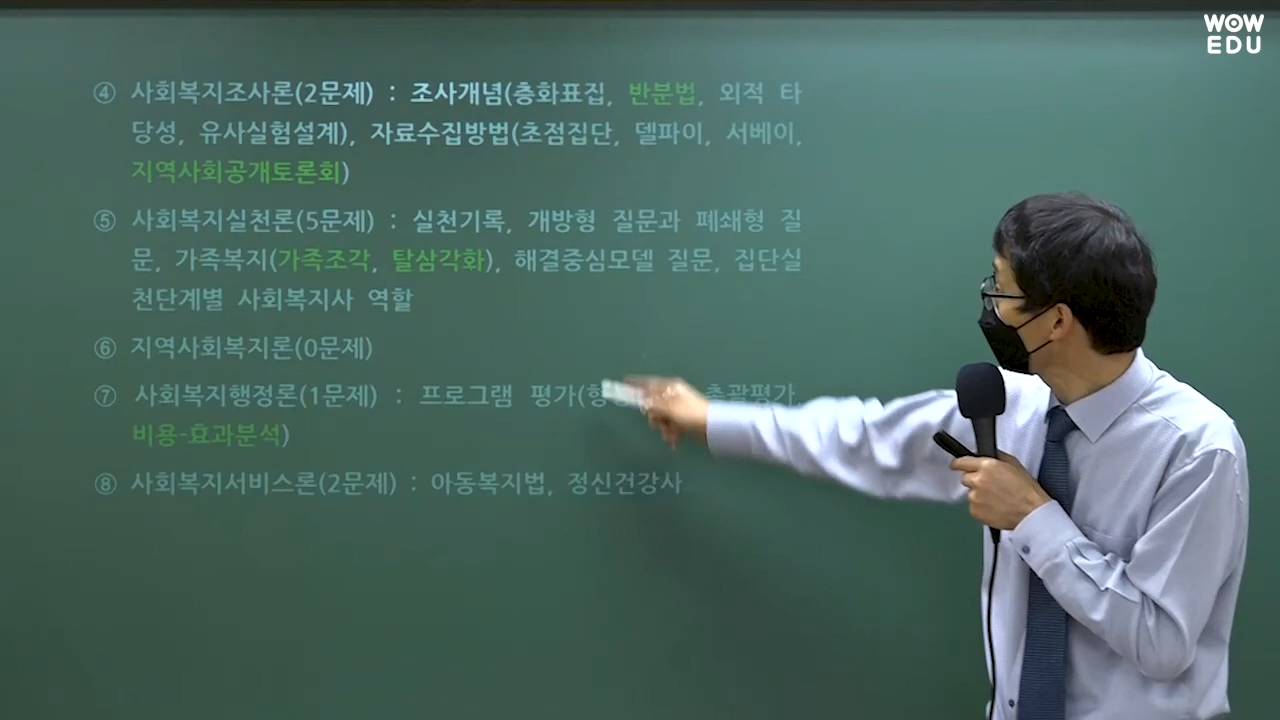 WOW
EDU
④ 사회복지조사론(2문제) : 조사개념(층화표집, 반분법, 외적 타
당성, 유사실험설계), 자료수집방법(초점집단, 델파이, 서베이,
지역사회공개토론회)
⑤ 사회복지실천론(5문제) : 실천기록, 개방형 질문과 폐쇄형 질
문, 가족복지(가족조각, 탈삼각화), 해결중심모델 질문, 집단실
천단계별 사회복지사 역할
⑥ 지역사회복지론(0문제)
⑦ 사회복지행정론(1문제) : 프로그램 평가( 총괄평가,
비용-효과분석)
⑧ 사회복지서비스론(2문제) : 아동복지법, 정신건강사